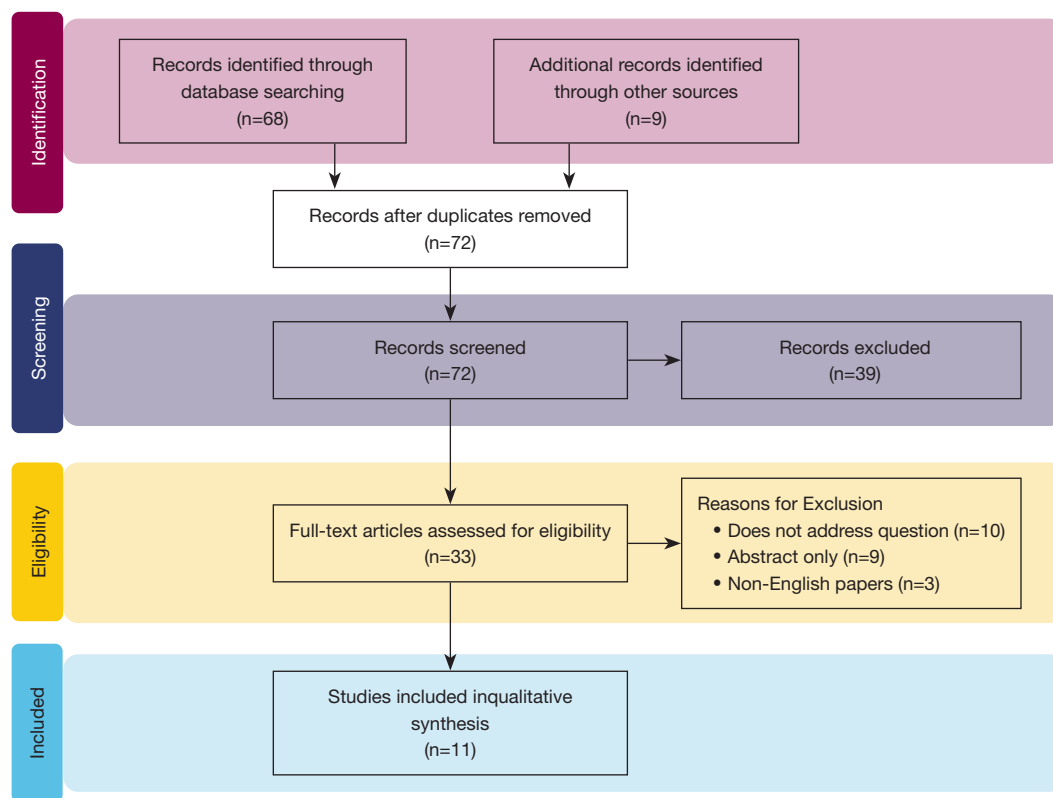 Identification
Records identified through
database searching
(n=68)
Additional records identified
through other sources
(n=9)
Records after duplicates removed
(n=72)
Screening
Records screened
(n=72)
Records excluded
(n=39)
Eligibility
Full-text articles assessed for eligibility
(n=33)
Reasons for Exclusion
• Does not address question (n=10)
• Abstract only (n=9)
• Non-English papers (n=3)
Included
Studies included inqualitative
synthesis
(n=11)